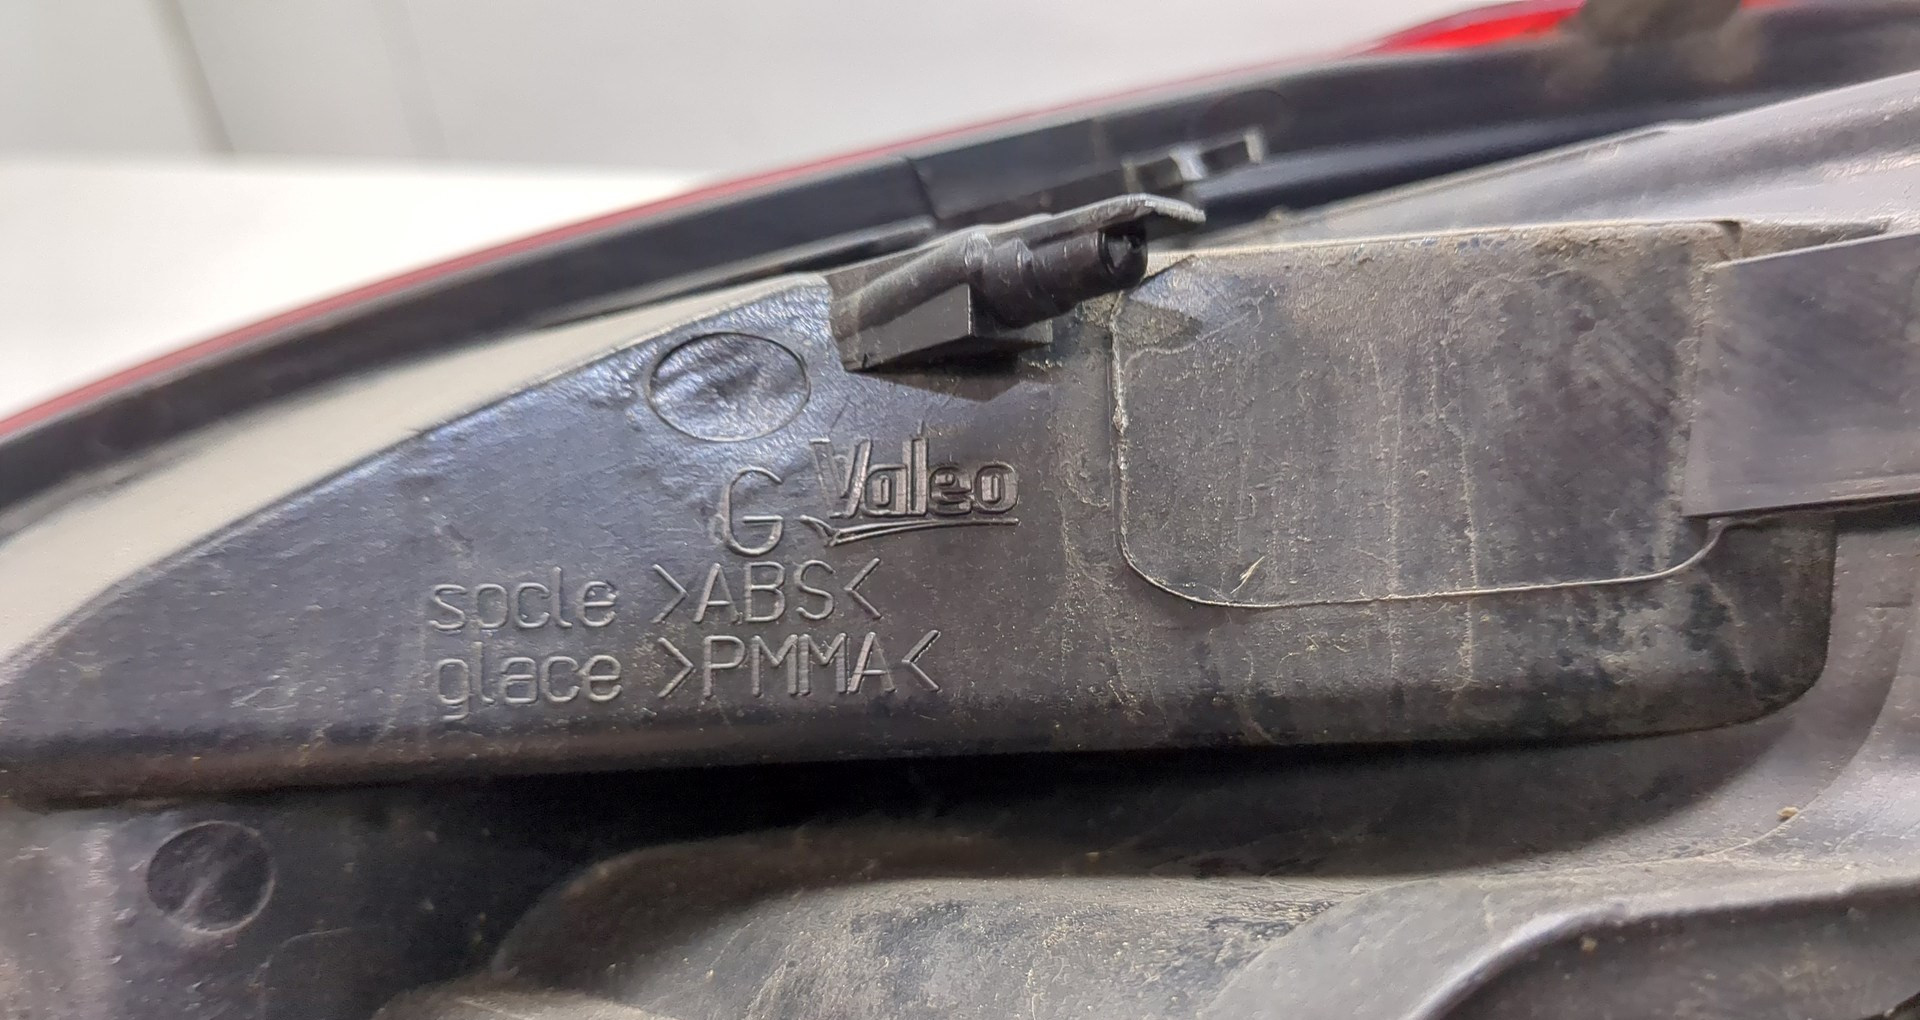 G Valeo
socle >ABS<
glace >PMMA<